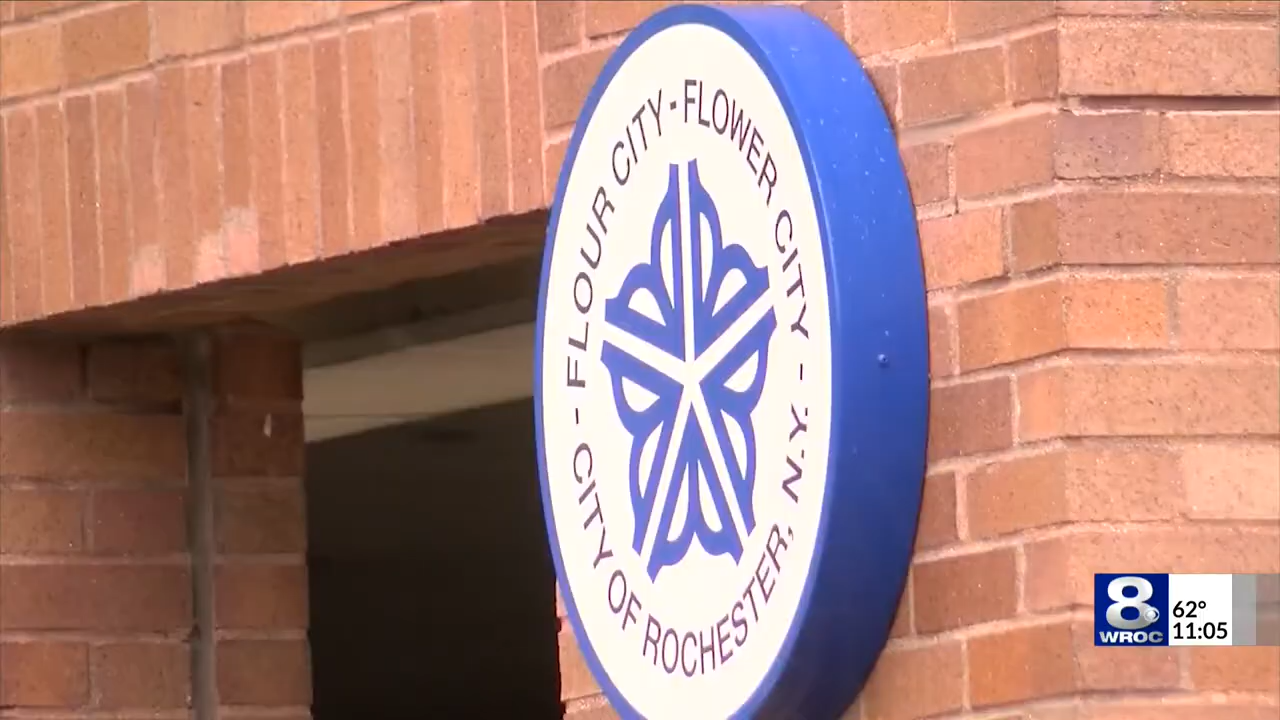 FLOUR CITY - FLOWER CITY -
CITY OF ROCHESTER, N.Y. -
8
WROC
62°
11:05